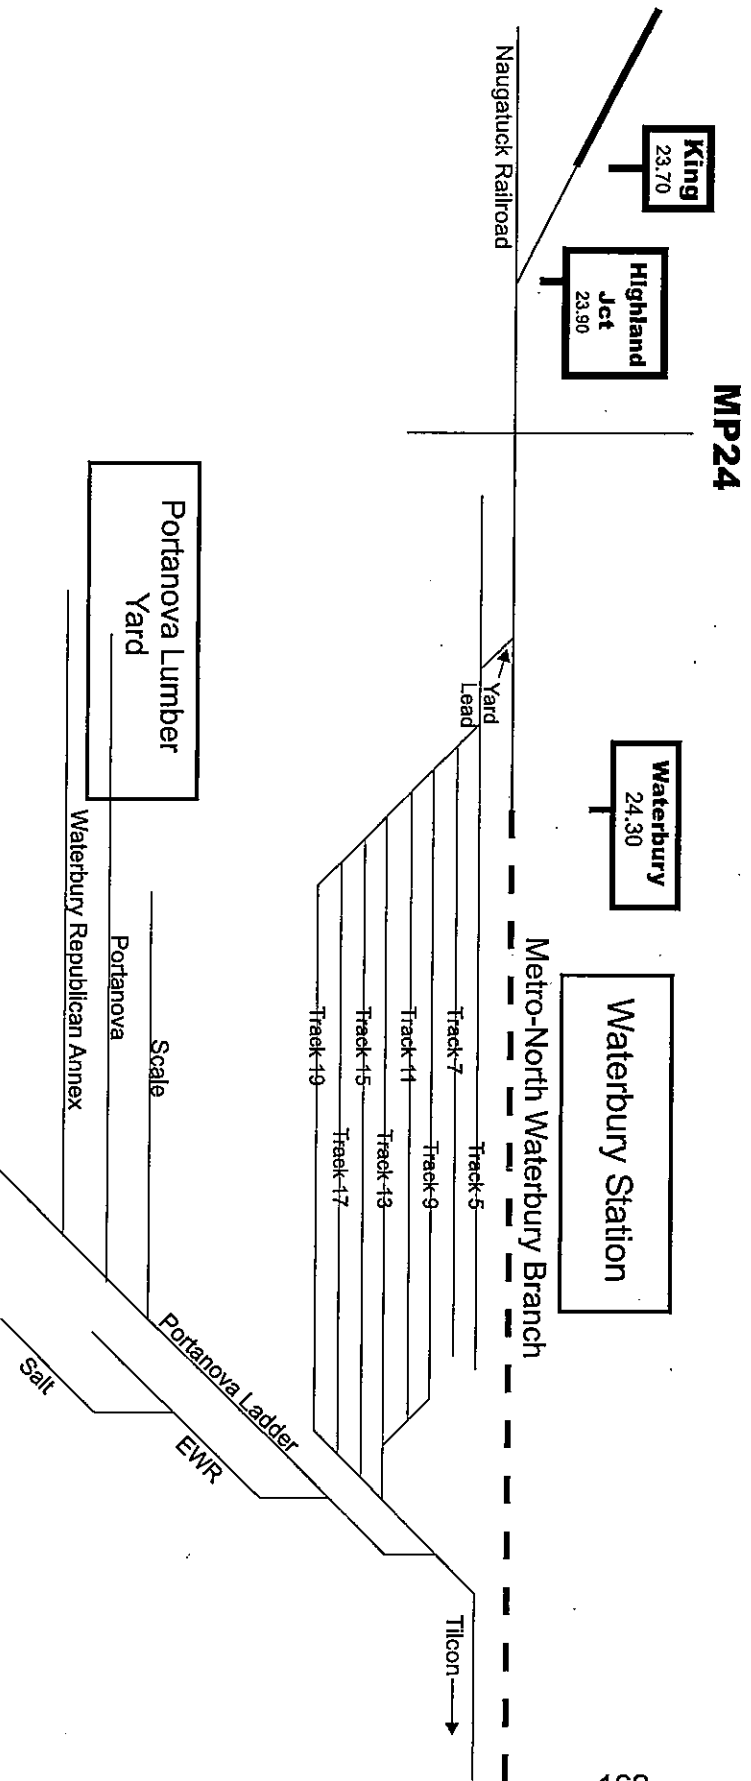 King
23.70
Highland
Jct
23.90
Naugatuck Railroad
MP24
Yard
Lead
Waterbury
24.30
Waterbury Station
Metro-North Waterbury Branch
Track 5
Track 7
Track 9
Track 11
Track 13
Track 15
Track 17
Track 19
Portanova Lumber
Yard
Scale
Portanova
Waterbury Republican Annex
Portanova Ladder
EWR
Salt
Tilcon